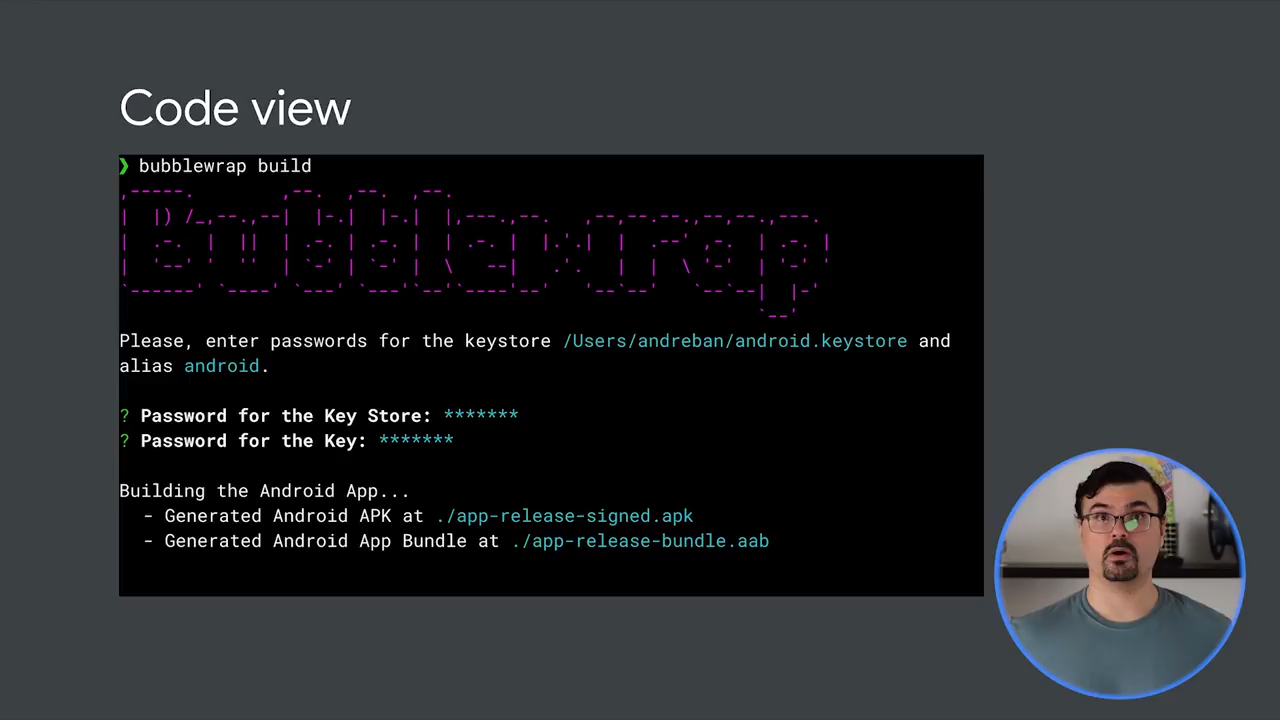 Code view
❯ bubblewrap build
Bubblewrap
Please, enter passwords for the keystore /Users/andreban/android.keystore and
alias android.
? Password for the Key Store: *******
? Password for the Key: *******
Building the Android App...
- Generated Android APK at ./app-release-signed.apk
- Generated Android App Bundle at ./app-release-bundle.aab